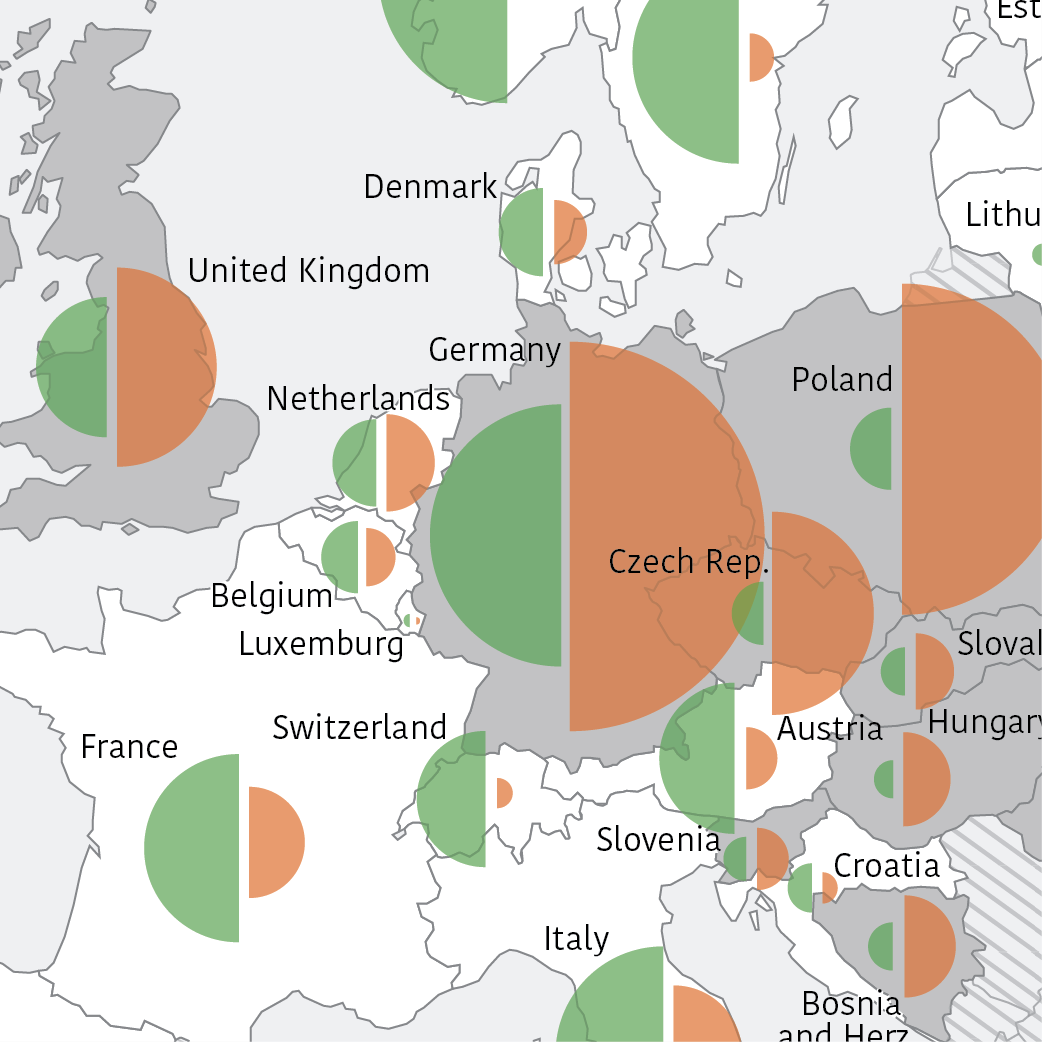 Est
Denmark
Lithu
United Kingdom
Germany
Poland
Netherlands
Czech Rep.
Belgium
Luxemburg
Sloval
Switzerland
Austria
Hungary
France
Slovenia
Croatia
Italy
Bosnia
and Herz.